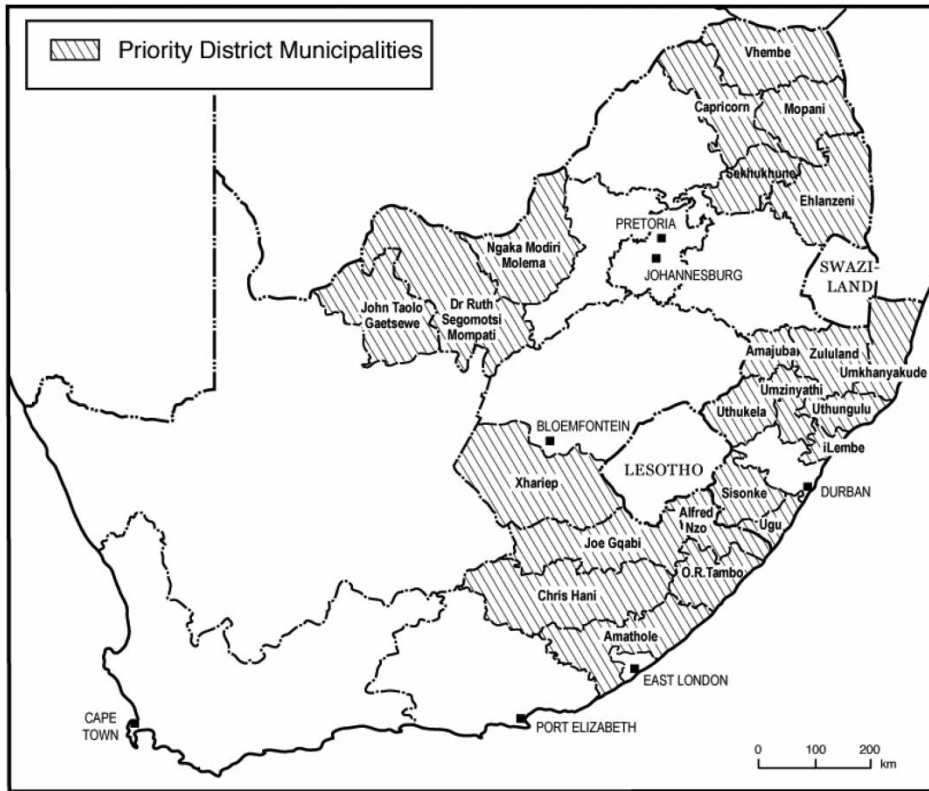 Priority District Municipalities
Vhembe
Capricorn
Mopani
Sekhukhune
Ehlanzeni
PRETORIA
JOHANNESBURG
Ngaka Modiri
Molema
SWAZI-
LAND
John Taolo
Gaetsewe
Dr Ruth
Segomotsi
Mompati
Amajuba
Zululand
Umkhanyakude
Umzinyathi
Uthukela
Uthungulu
BLOEMFONTEIN
iLembe
LESOTHO
Xhariep
Sisonke
DURBAN
Alfred
Nzo
Ugu
Joe Gqabi
O.R.Tambo
Chris Hani
Amathole
EAST LONDON
CAPE
TOWN
PORT ELIZABETH
0 100 200
km